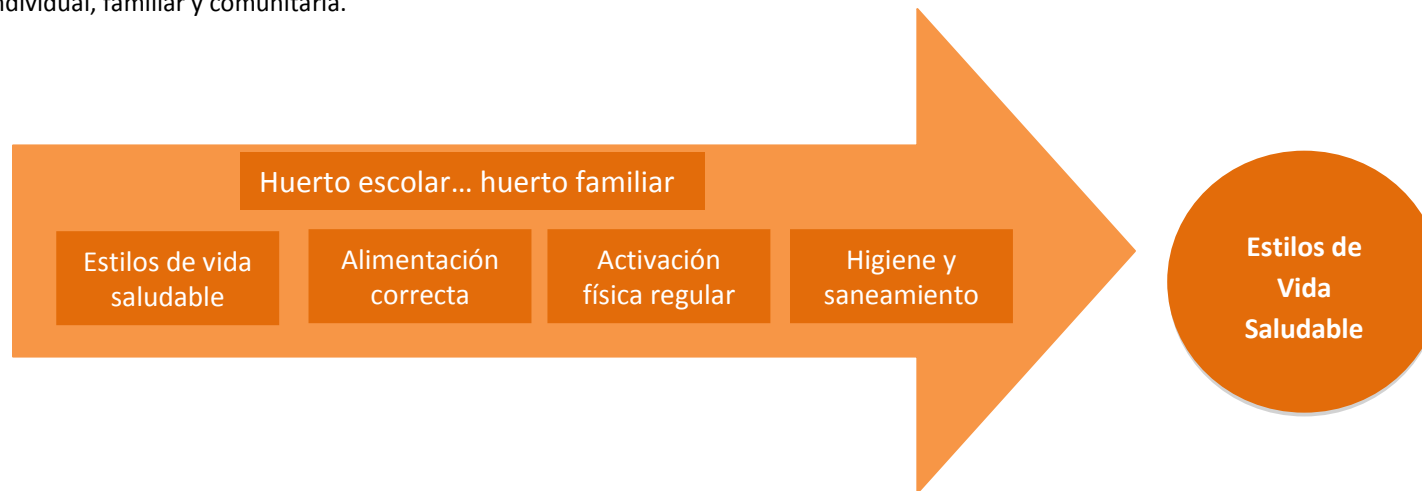 individual, familiar y comunitaria.
Huerto escolar... huerto familiar
Estilos de vida
saludable
Alimentación
correcta
Activación
física regular
Higiene y
saneamiento
Estilos de
Vida
Saludable